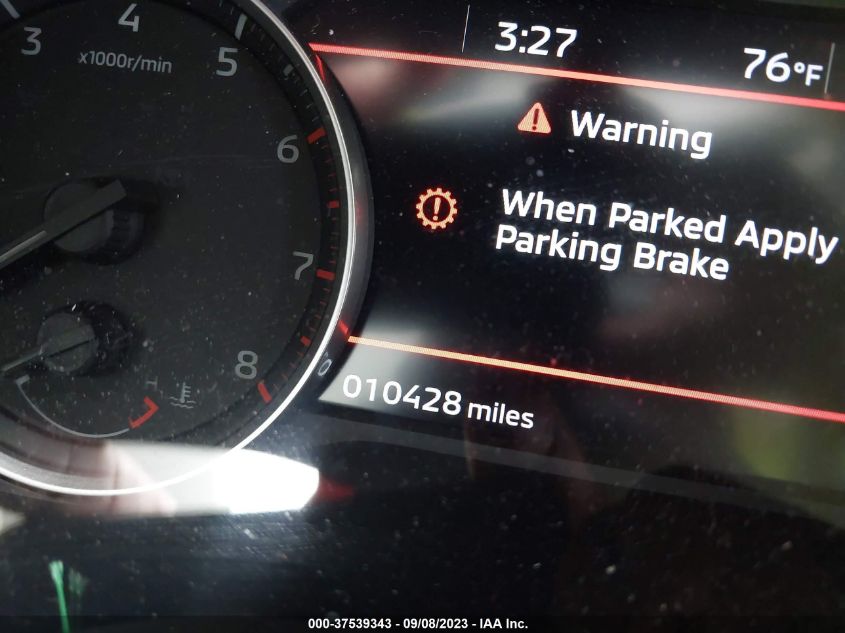 4
3
5
x1000r/min
6
7
8
H
0
3:27
76°F
Warning
When Parked Apply
Parking Brake
010428 miles
000-37539343 - 09/08/2023 - IAA Inc.